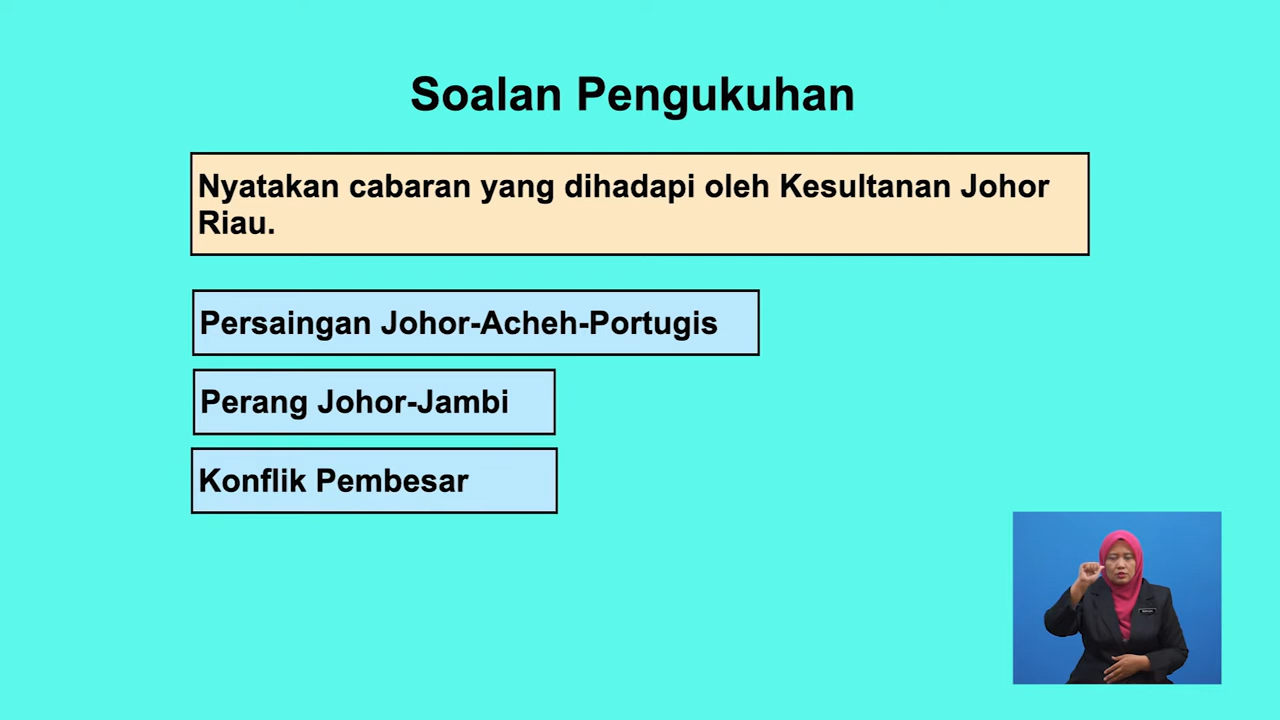 Soalan Pengukuhan
Nyatakan cabaran yang dihadapi oleh Kesultanan Johor
Riau.
Persaingan Johor-Acheh-Portugis
Perang Johor-Jambi
Konflik Pembesar